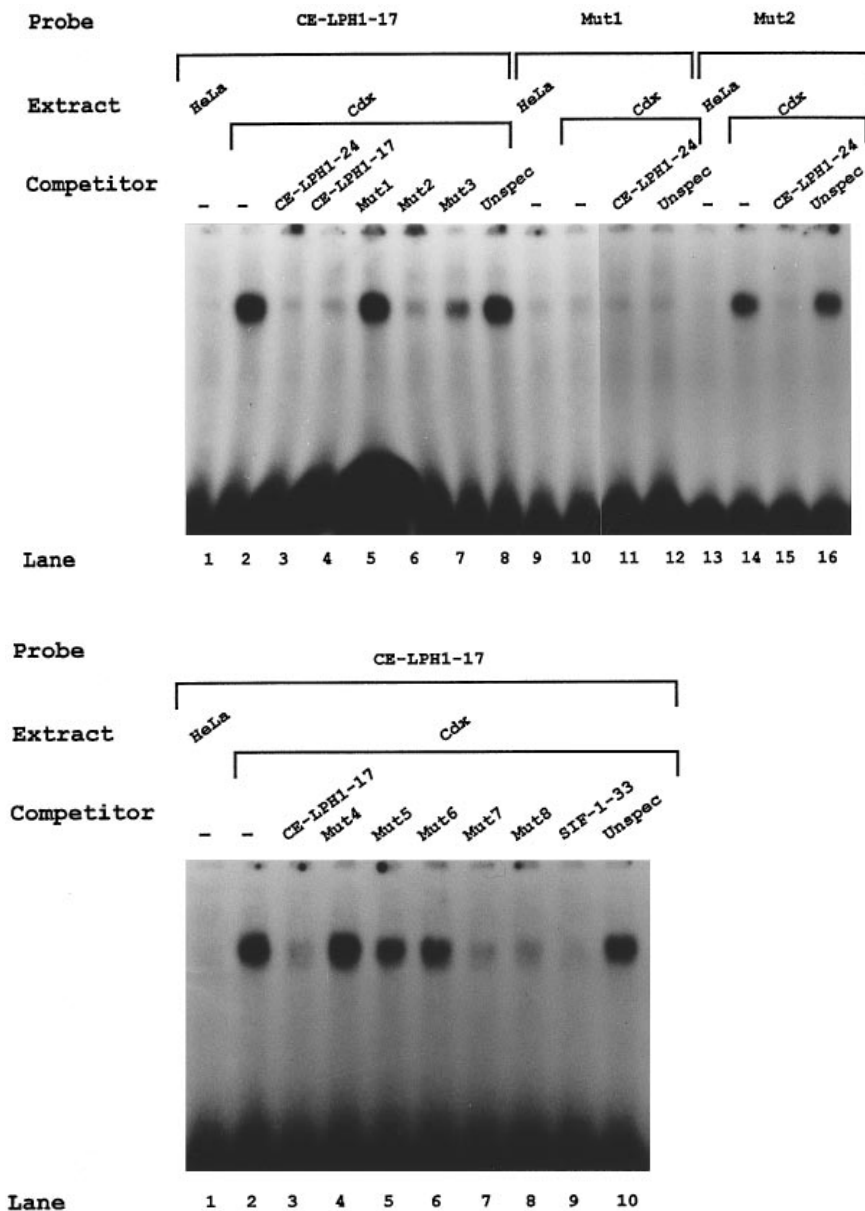 Probe CE-LPH1-17 Mut1 Mut2
Extract HeLa Cdx HeLa Cdx HeLa Cdx
Competitor - - CE-LPH1-24 CE-LPH1-17 Mut1 Mut2 Mut3 Unspec - - CE-LPH1-24 Unspec - - CE-LPH1-24 Unspec
Lane 1 2 3 4 5 6 7 8 9 10 11 12 13 14 15 16
Probe CE-LPH1-17
Extract HeLa Cdx
Competitor - - CE-LPH1-17 Mut4 Mut5 Mut6 Mut7 Mut8 SIF-1-33 Unspec
Lane 1 2 3 4 5 6 7 8 9 10